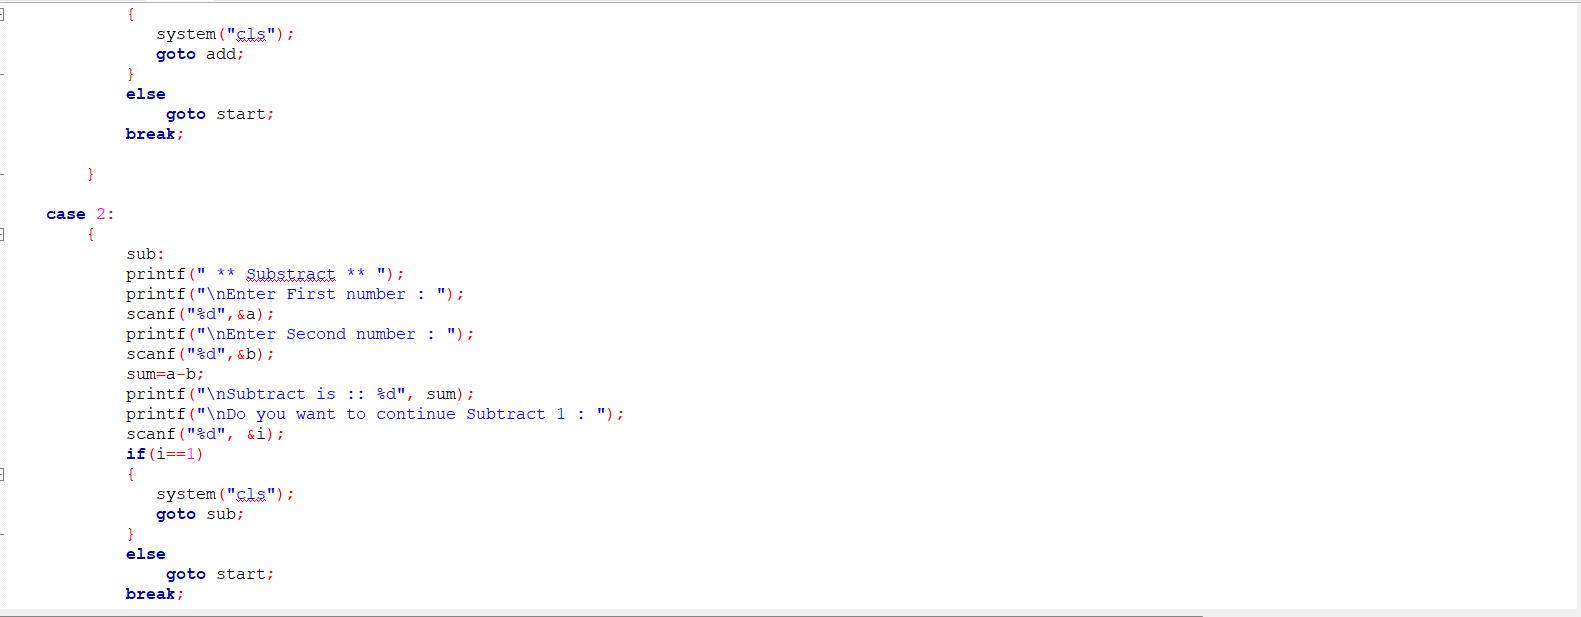 {
system("cls");
goto add;
}
else
goto start;
break;
}
case 2:
{
sub:
printf(" ** Substract ** ");
printf("\nEnter First number : ");
scanf("%d",&a);
printf("\nEnter Second number : ");
scanf("%d",&b);
sum=a-b;
printf("\nSubtract is :: %d", sum);
printf("\nDo you want to continue Subtract 1 : ");
scanf("%d", &i);
if(i==1)
{
system("cls");
goto sub;
}
else
goto start;
break;